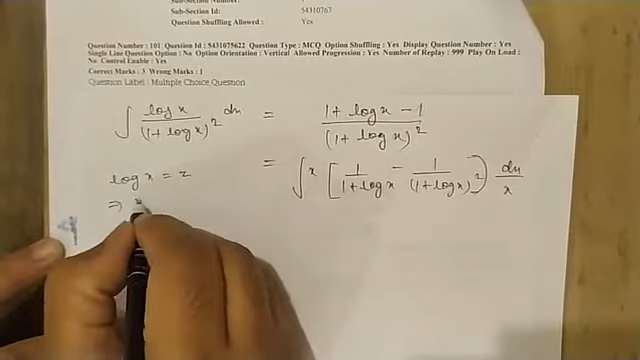 Sub-Section Id: 54310767
Question Shuffling Allowed : Yes
Question Number : 101 Question Id : 5431075622 Question Type : MCQ Option Shuffling : Yes Display Question Number : Yes
Single Line Question Option : No Option Orientation : Vertical Allowed Progression : Yes Number of Replay : 999 Play On Load :
No Control Enable : Yes
Correct Marks : 3 Wrong Marks : 1
Question Label : Multiple Choice Question
∫ log x / (1 + log x)² dx = (1 + log x − 1) / (1 + log x)²
= ∫ x [ 1 / (1 + log x) − 1 / (1 + log x)² ] dx / x
log x = z
⇒ x